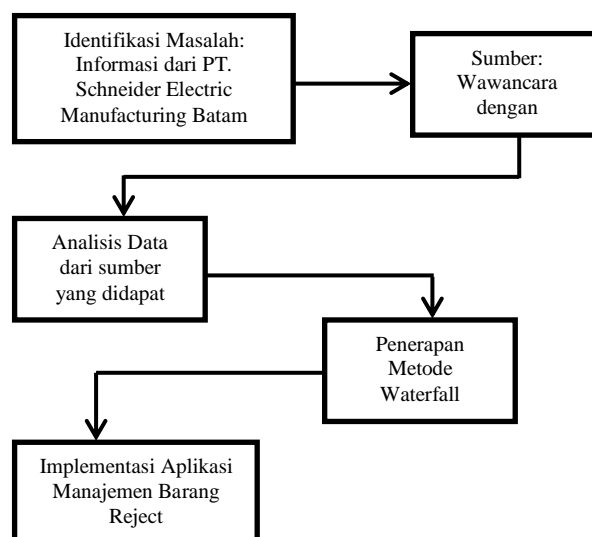 Identifikasi Masalah:
Informasi dari PT.
Schneider Electric
Manufacturing Batam
Sumber:
Wawancara
dengan
Analisis Data
dari sumber
yang didapat
Penerapan
Metode
Waterfall
Implementasi Aplikasi
Manajemen Barang
Reject